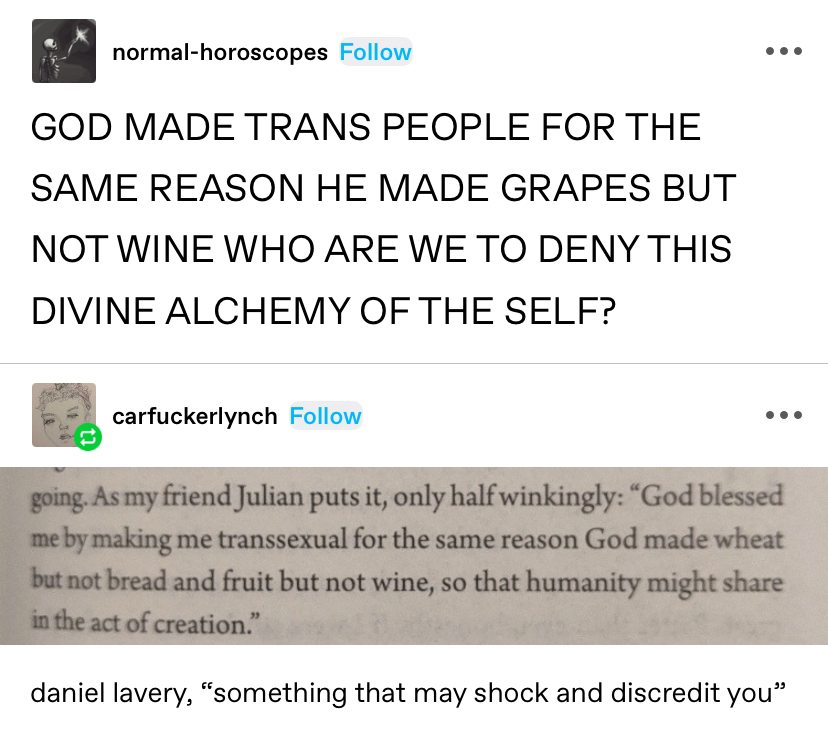 normal-horoscopes Follow
GOD MADE TRANS PEOPLE FOR THE
SAME REASON HE MADE GRAPES BUT
NOT WINE WHO ARE WE TO DENY THIS
DIVINE ALCHEMY OF THE SELF?
carfuckerlynch Follow
going. As my friend Julian puts it, only half winkingly: “God blessed
me by making me transsexual for the same reason God made wheat
but not bread and fruit but not wine, so that humanity might share
in the act of creation.”
daniel lavery, “something that may shock and discredit you”